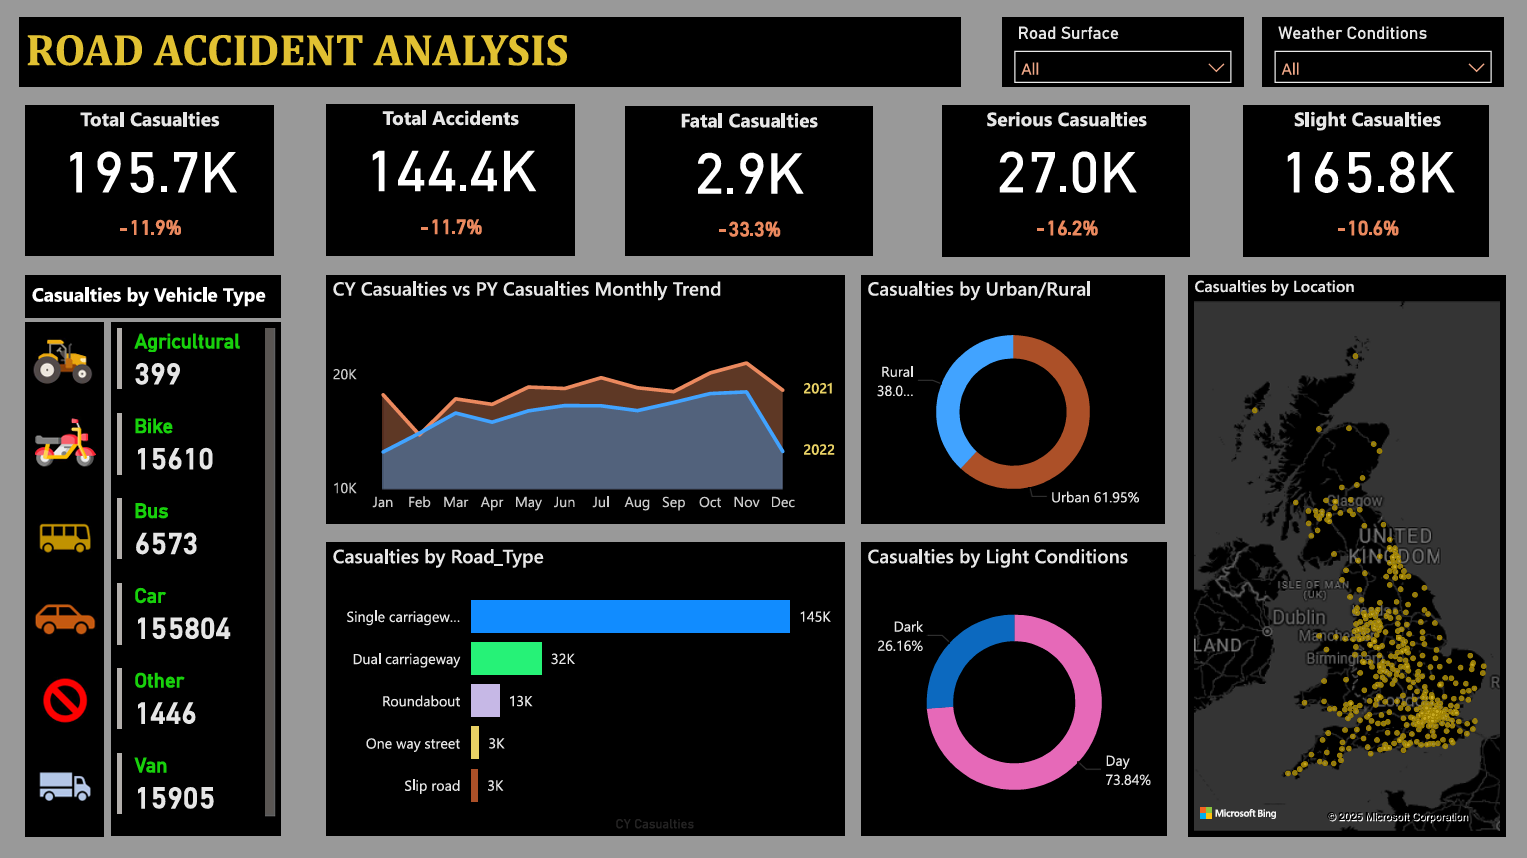 ROAD ACCIDENT ANALYSIS
Road Surface
All
Weather Conditions
All
Total Casualties
195.7K
-11.9%
Total Accidents
144.4K
-11.7%
Fatal Casualties
2.9K
-33.3%
Serious Casualties
27.0K
-16.2%
Slight Casualties
165.8K
-10.6%
Casualties by Vehicle Type
Agricultural
399
Bike
15610
Bus
6573
Car
155804
Other
1446
Van
15905
CY Casualties vs PY Casualties Monthly Trend
20K
10K
2021
2022
Jan Feb Mar Apr May Jun Jul Aug Sep Oct Nov Dec
Casualties by Urban/Rural
Rural
38.0...
Urban 61.95%
Casualties by Road_Type
Single carriagew...
145K
Dual carriageway
32K
Roundabout
13K
One way street
3K
Slip road
3K
CY Casualties
Casualties by Light Conditions
Dark
26.16%
Day
73.84%
Casualties by Location
Glasgow
UNITED
KINGDOM
ISLE OF MAN
(UK)
Dublin
LAND
Birmingham
Microsoft Bing
© 2025 Microsoft Corporation